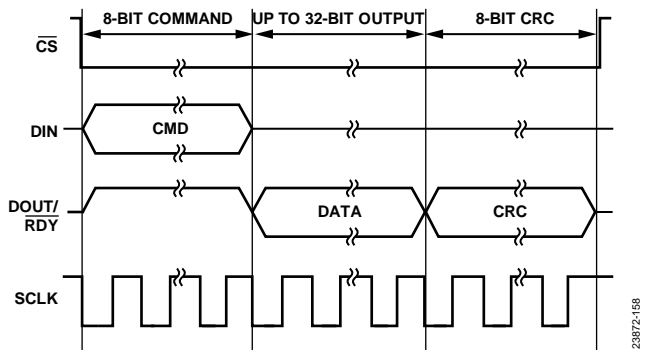 8-BIT COMMAND
UP TO 32-BIT OUTPUT
8-BIT CRC
CS
DIN
CMD
DOUT/
RDY
DATA
CRC
SCLK
23872-158